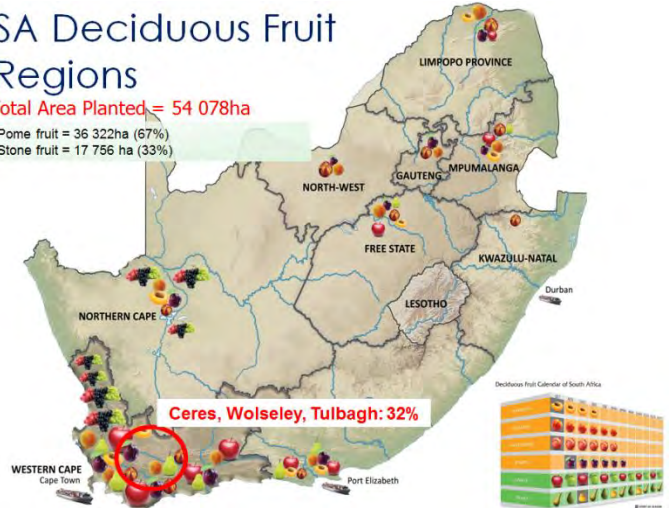 SA Deciduous Fruit
Regions
Total Area Planted = 54 078ha
Pome fruit = 36 322ha (67%)
Stone fruit = 17 756 ha (33%)
LIMPOPO PROVINCE
NORTH-WEST
GAUTENG
MPUMALANGA
FREE STATE
KWAZULU-NATAL
LESOTHO
Durban
NORTHERN CAPE
Deciduous Fruit Calendar of South Africa
Ceres, Wolseley, Tulbagh: 32%
WESTERN CAPE
Cape Town
Port Elizabeth